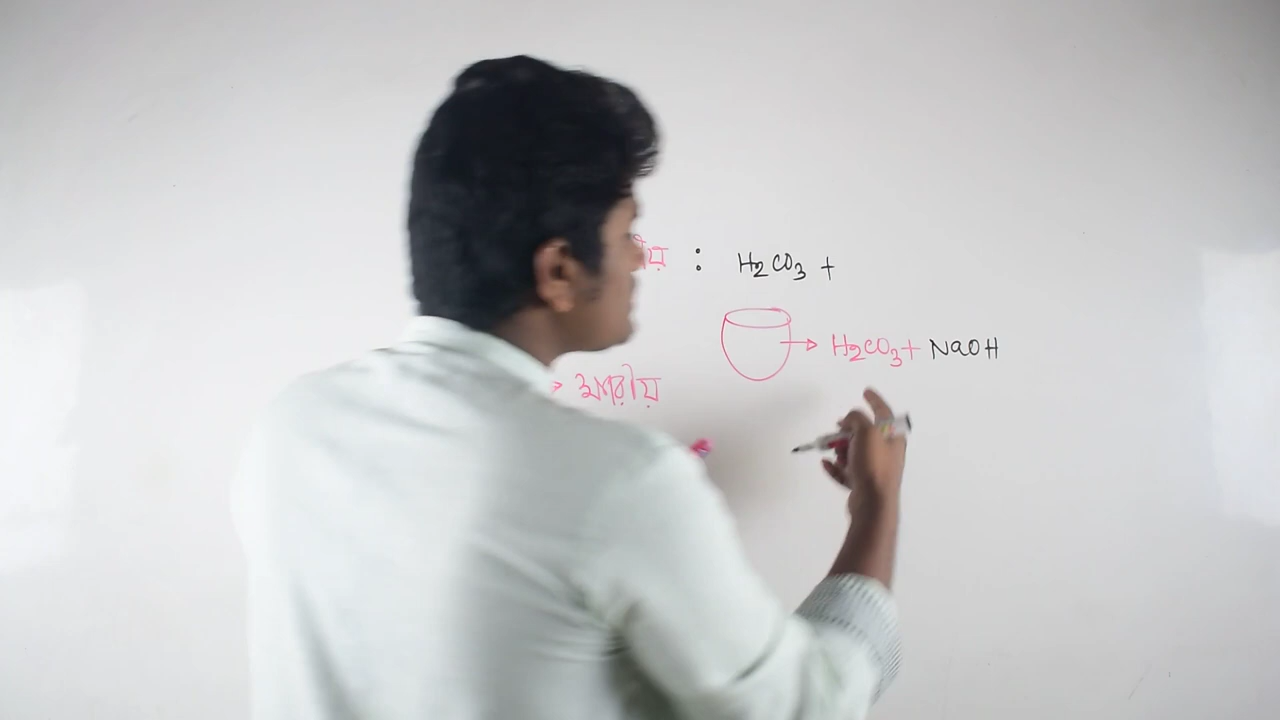 : H₂CO₃ +
→ H₂CO₃ + NaOH
→ ক্ষারীয়